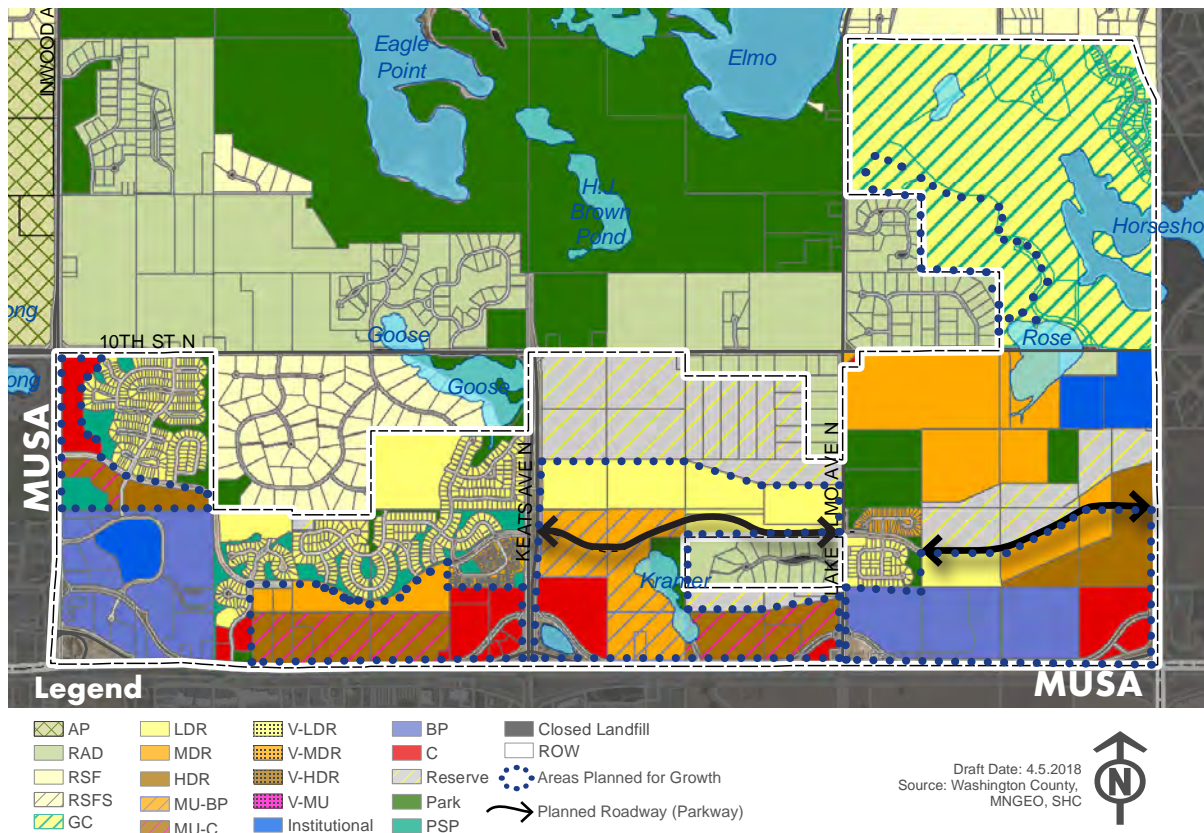 INWOOD A
Eagle
Point
Elmo
H.J.
Brown
Pond
Horsesho
ong
Goose
10TH ST N
Rose
ong
Goose
MUSA
KEATS AVE N
LMO AVE N
LAKE
Kramer
Legend
MUSA
AP
RAD
RSF
RSFS
GC
LDR
MDR
HDR
MU-BP
MU-C
V-LDR
V-MDR
V-HDR
V-MU
Institutional
BP
C
Reserve
Park
PSP
Closed Landfill
ROW
Areas Planned for Growth
Planned Roadway (Parkway)
Draft Date: 4.5.2018
Source: Washington County,
MNGEO, SHC
N